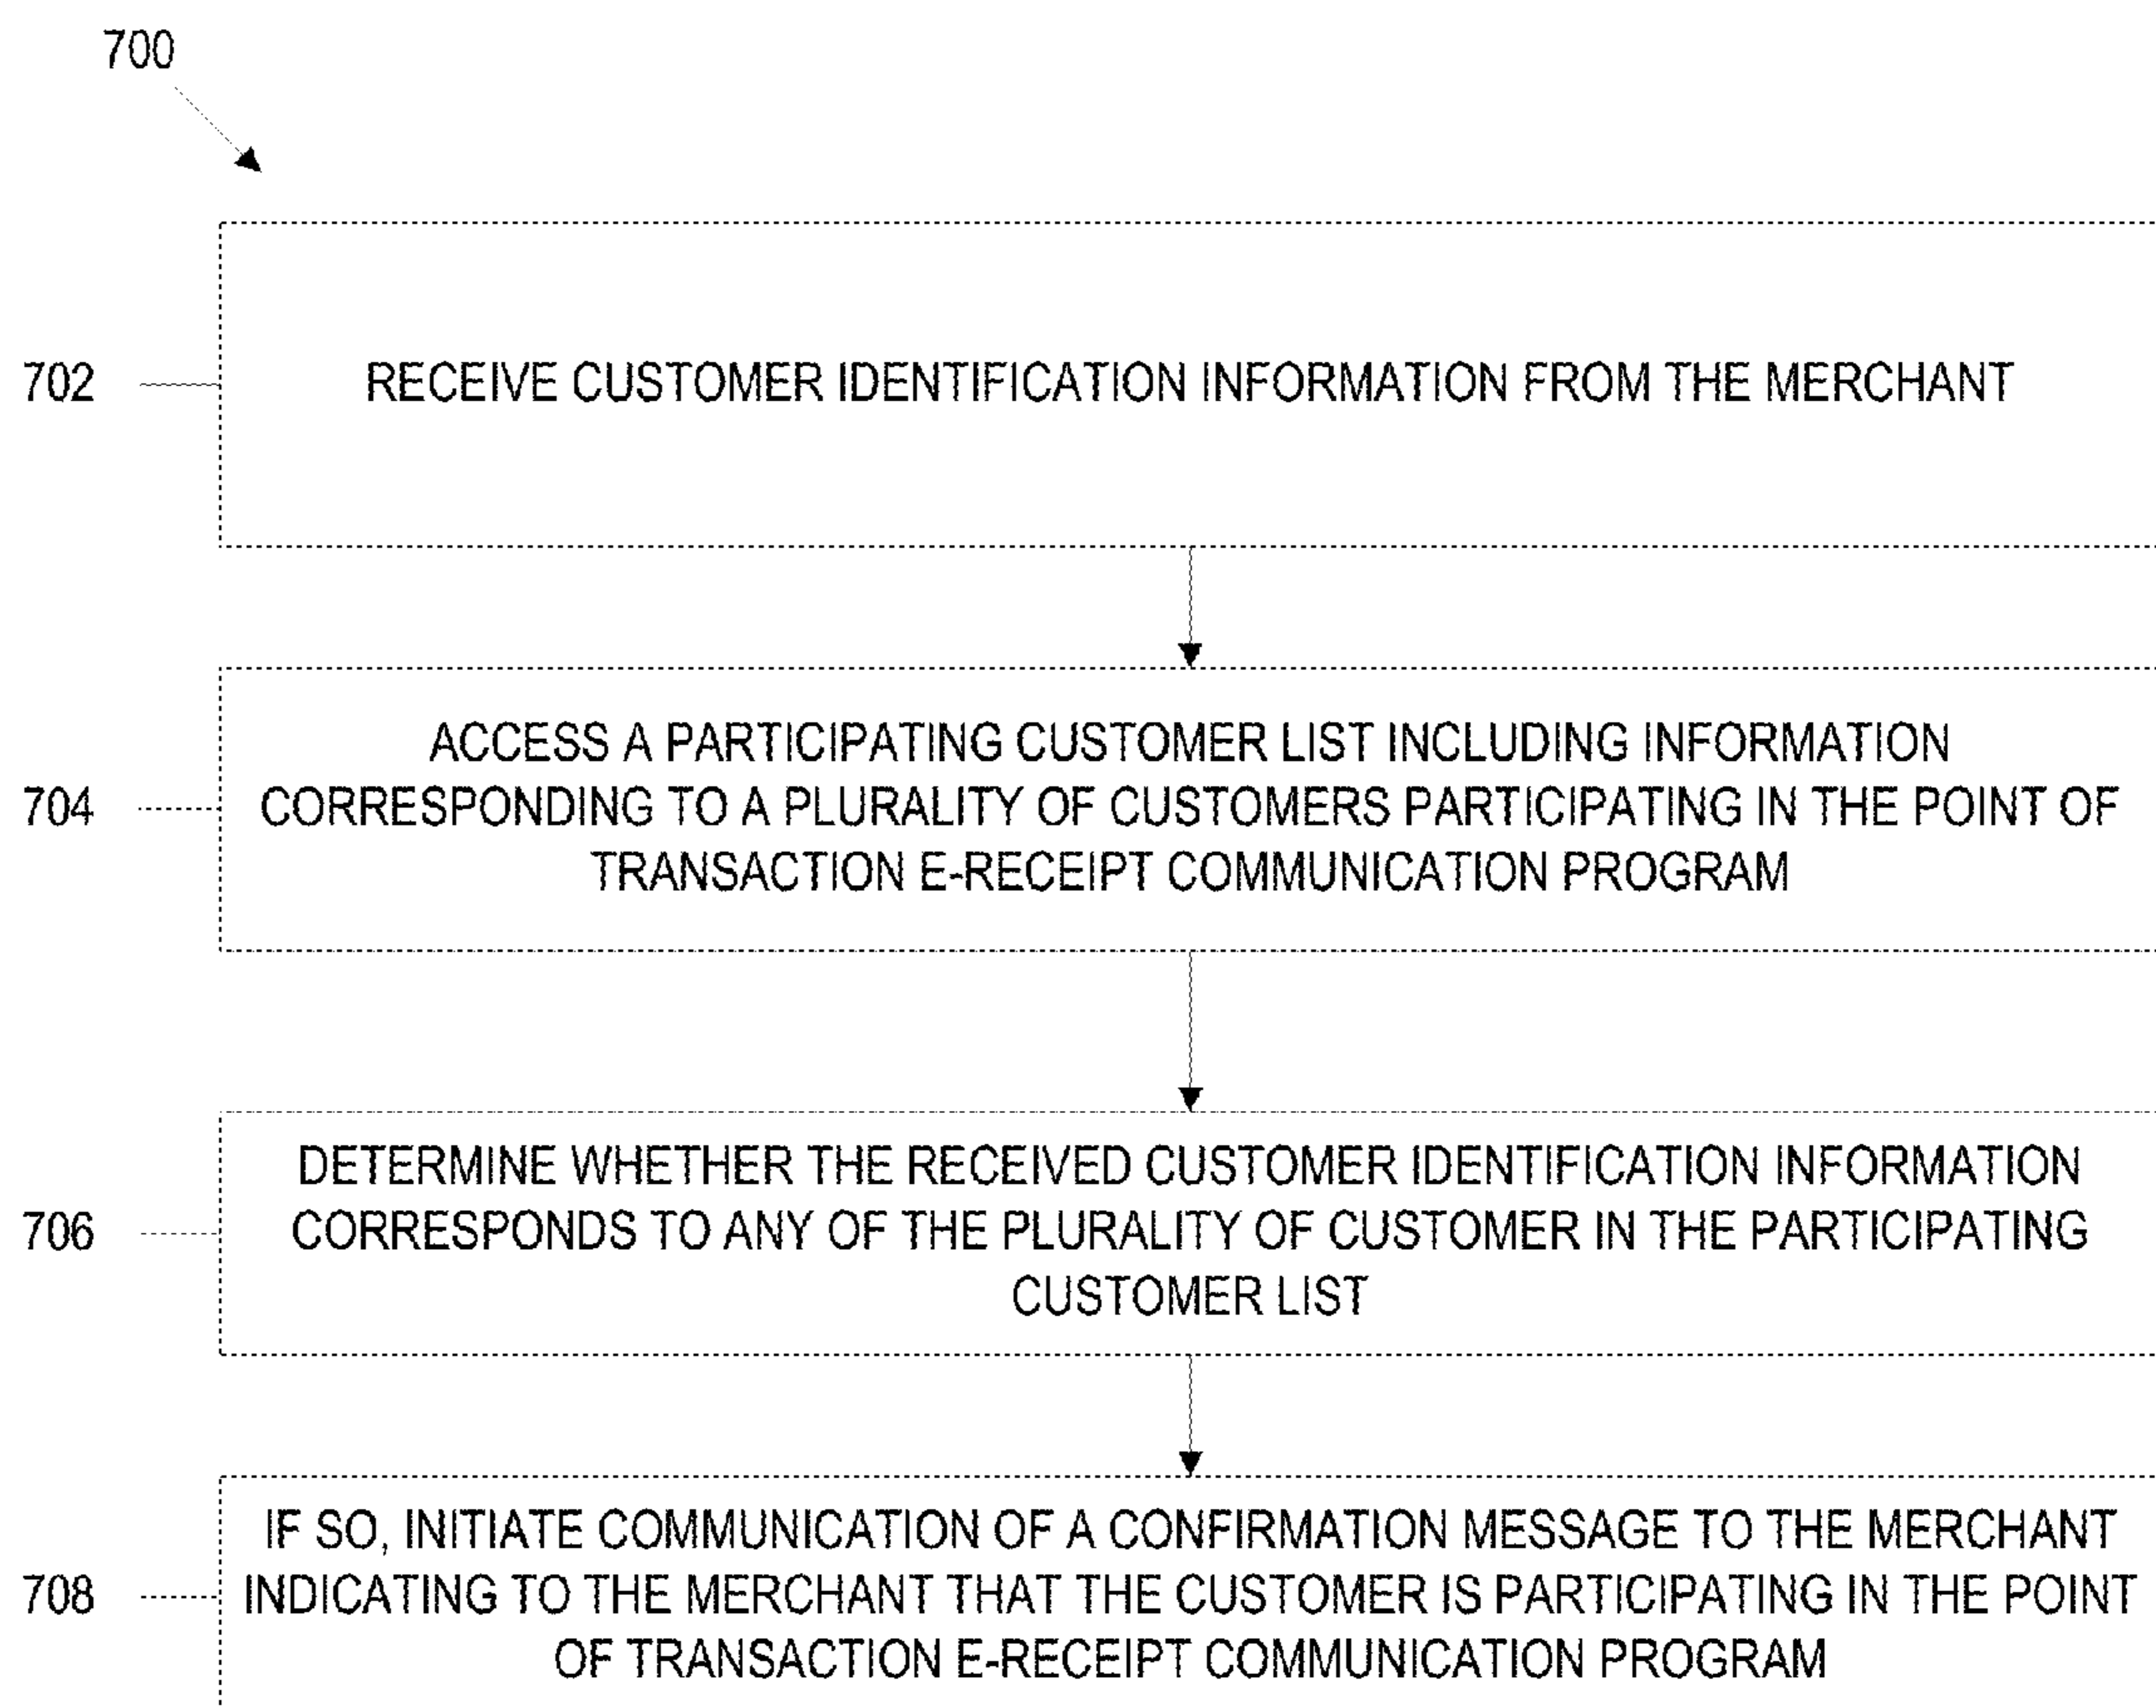 700
702
RECEIVE CUSTOMER IDENTIFICATION INFORMATION FROM THE MERCHANT
704
ACCESS A PARTICIPATING CUSTOMER LIST INCLUDING INFORMATION
CORRESPONDING TO A PLURALITY OF CUSTOMERS PARTICIPATING IN THE POINT OF
TRANSACTION E-RECEIPT COMMUNICATION PROGRAM
706
DETERMINE WHETHER THE RECEIVED CUSTOMER IDENTIFICATION INFORMATION
CORRESPONDS TO ANY OF THE PLURALITY OF CUSTOMER IN THE PARTICIPATING
CUSTOMER LIST
708
IF SO, INITIATE COMMUNICATION OF A CONFIRMATION MESSAGE TO THE MERCHANT
INDICATING TO THE MERCHANT THAT THE CUSTOMER IS PARTICIPATING IN THE POINT
OF TRANSACTION E-RECEIPT COMMUNICATION PROGRAM